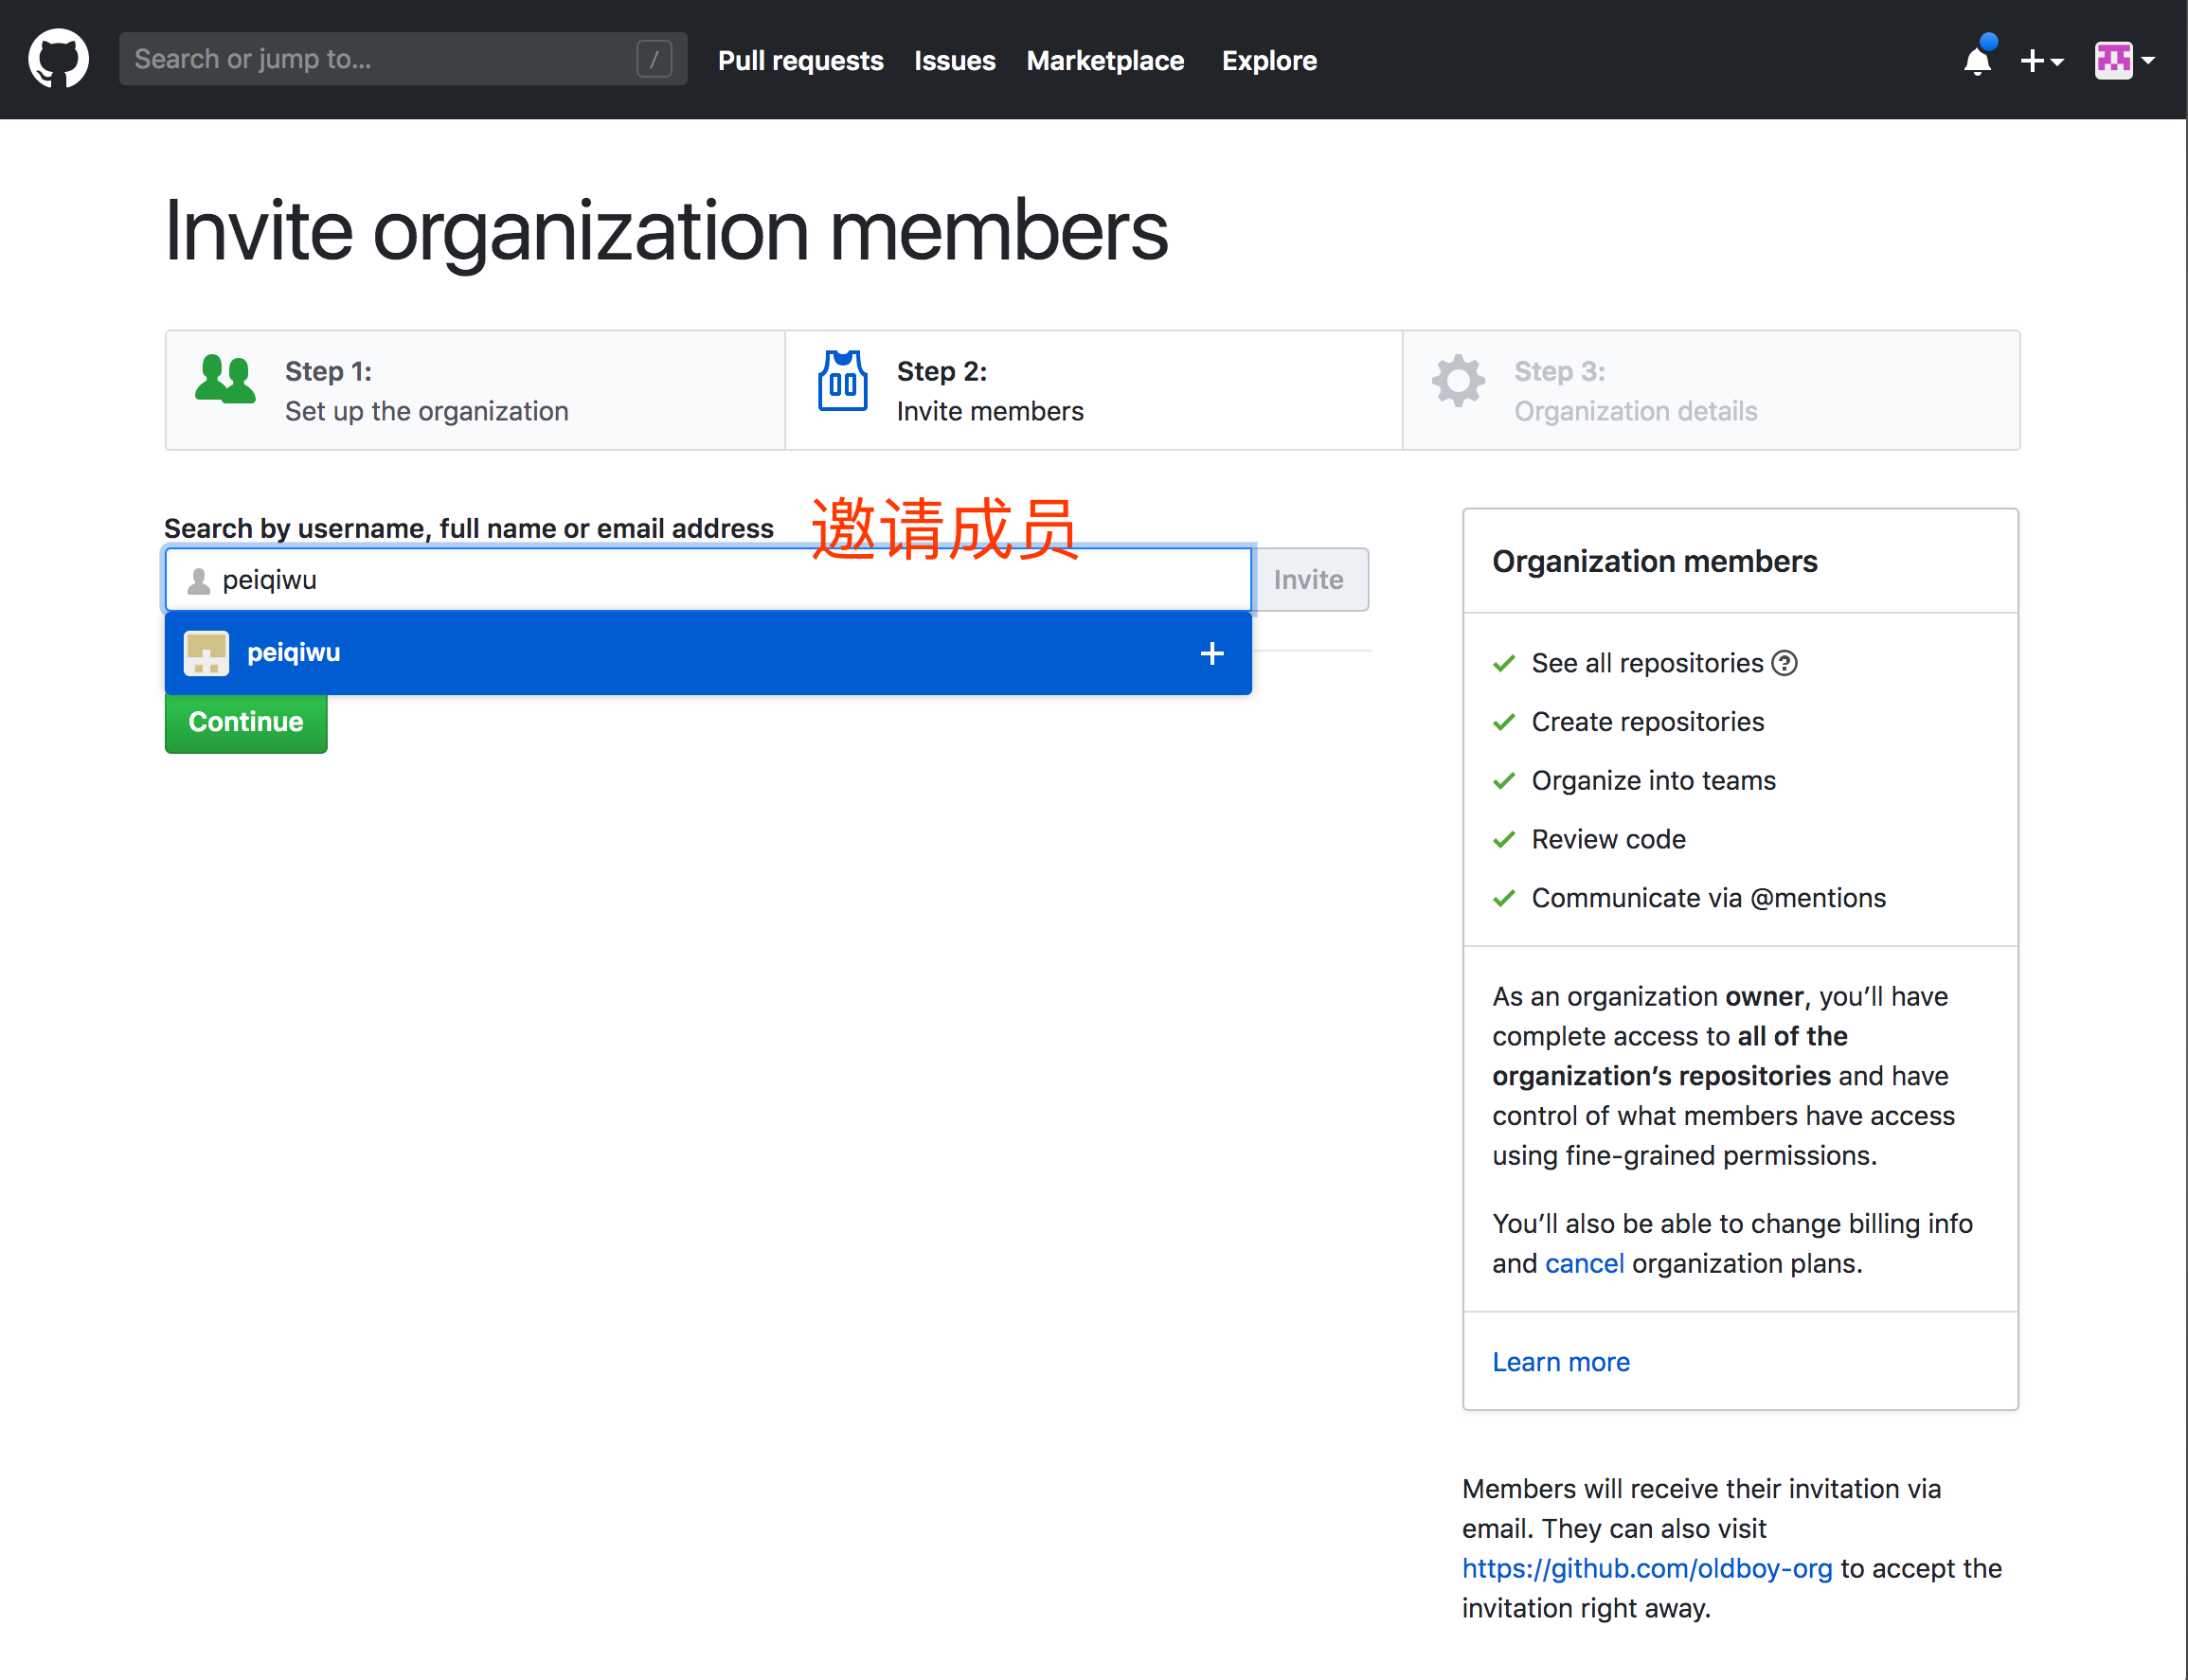 Search or jump to... /
Pull requests Issues Marketplace Explore
Invite organization members
Step 1:
Set up the organization
Step 2:
Invite members
Step 3:
Organization details
邀请成员
Search by username, full name or email address
peiqiwu
Invite
peiqiwu
Continue
Organization members
See all repositories
Create repositories
Organize into teams
Review code
Communicate via @mentions
As an organization owner, you’ll have
complete access to all of the
organization’s repositories and have
control of what members have access
using fine-grained permissions.
You’ll also be able to change billing info
and cancel organization plans.
Learn more
Members will receive their invitation via
email. They can also visit
https://github.com/oldboy-org to accept the
invitation right away.